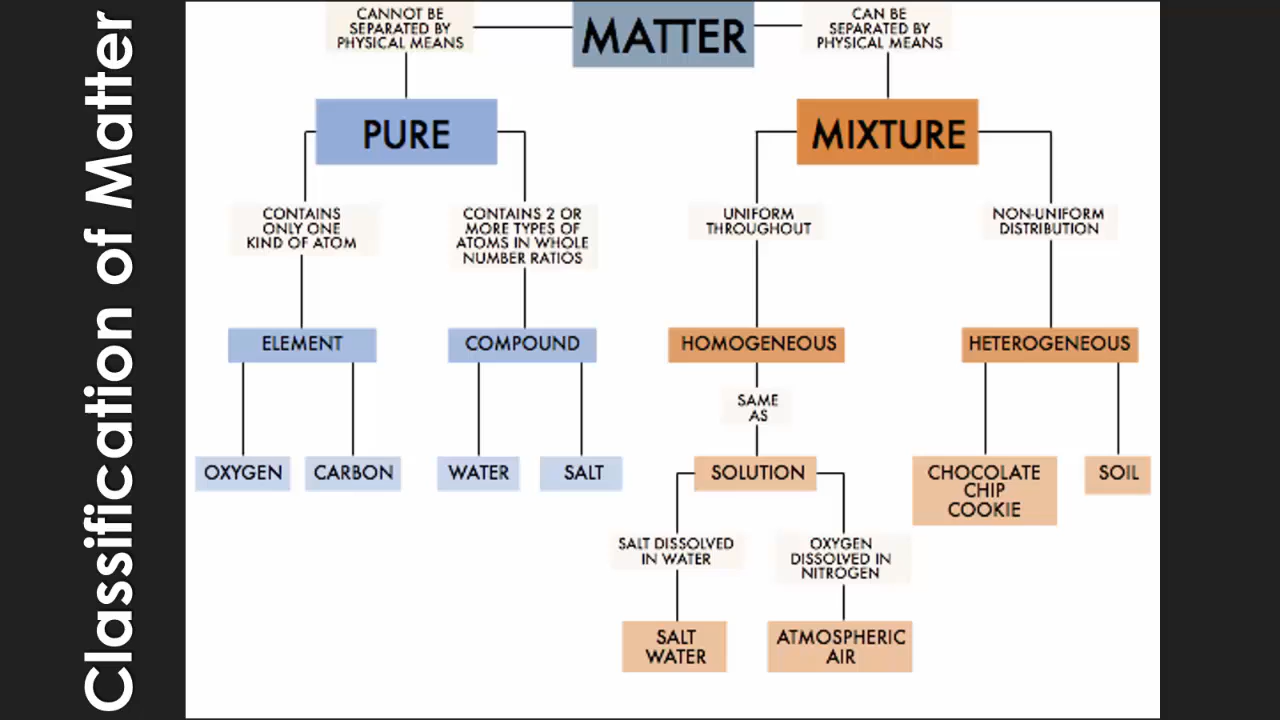 Classification of Matter
CANNOT BE
SEPARATED BY
PHYSICAL MEANS
MATTER
CAN BE
SEPARATED BY
PHYSICAL MEANS
PURE
MIXTURE
CONTAINS
ONLY ONE
KIND OF ATOM
CONTAINS 2 OR
MORE TYPES OF
ATOMS IN WHOLE
NUMBER RATIOS
UNIFORM
THROUGHOUT
NON-UNIFORM
DISTRIBUTION
ELEMENT
COMPOUND
HOMOGENEOUS
HETEROGENEOUS
SAME
AS
OXYGEN
CARBON
WATER
SALT
SOLUTION
CHOCOLATE
CHIP
COOKIE
SOIL
SALT DISSOLVED
IN WATER
OXYGEN
DISSOLVED IN
NITROGEN
SALT
WATER
ATMOSPHERIC
AIR